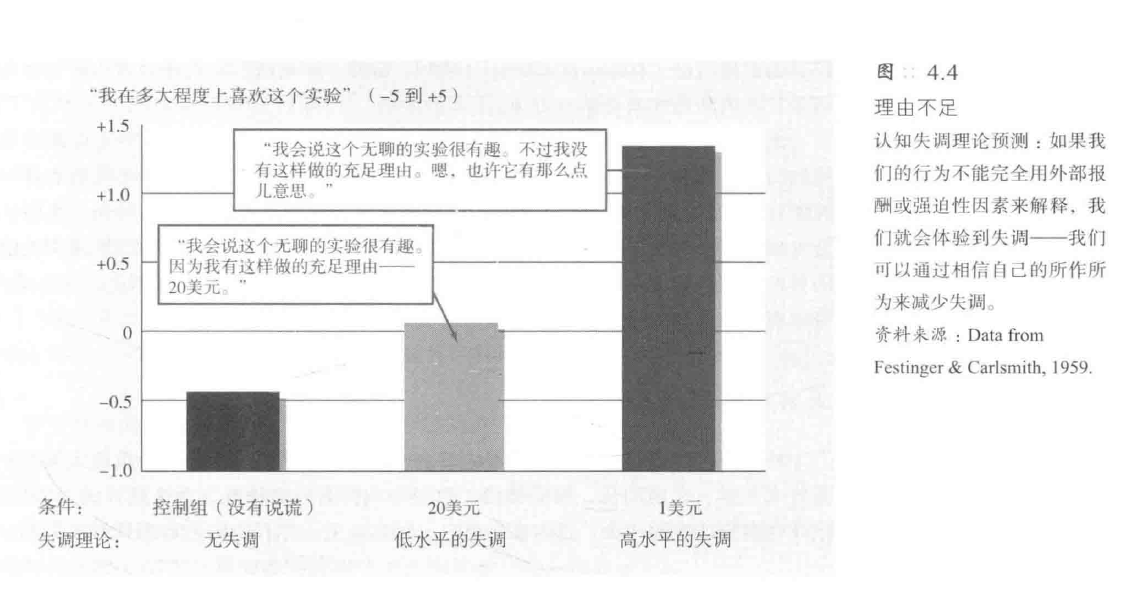 “我在多大程度上喜欢这个实验”（-5 到 +5）
+1.5
“我会说这个无聊的实验很有趣。不过我没
有这样做的充足理由。嗯，也许它有那么点
儿意思。”
+1.0
“我会说这个无聊的实验很有趣。
因为我有这样做的充足理由——
20美元。”
+0.5
0
-0.5
-1.0
条件： 控制组（没有说谎） 20美元 1美元
失调理论： 无失调 低水平的失调 高水平的失调
图 :: 4.4
理由不足
认知失调理论预测：如果我
们的行为不能完全用外部报
酬或强迫性因素来解释，我
们就会体验到失调——我们
可以通过相信自己的所作所
为来减少失调。
资料来源：Data from
Festinger & Carlsmith, 1959.